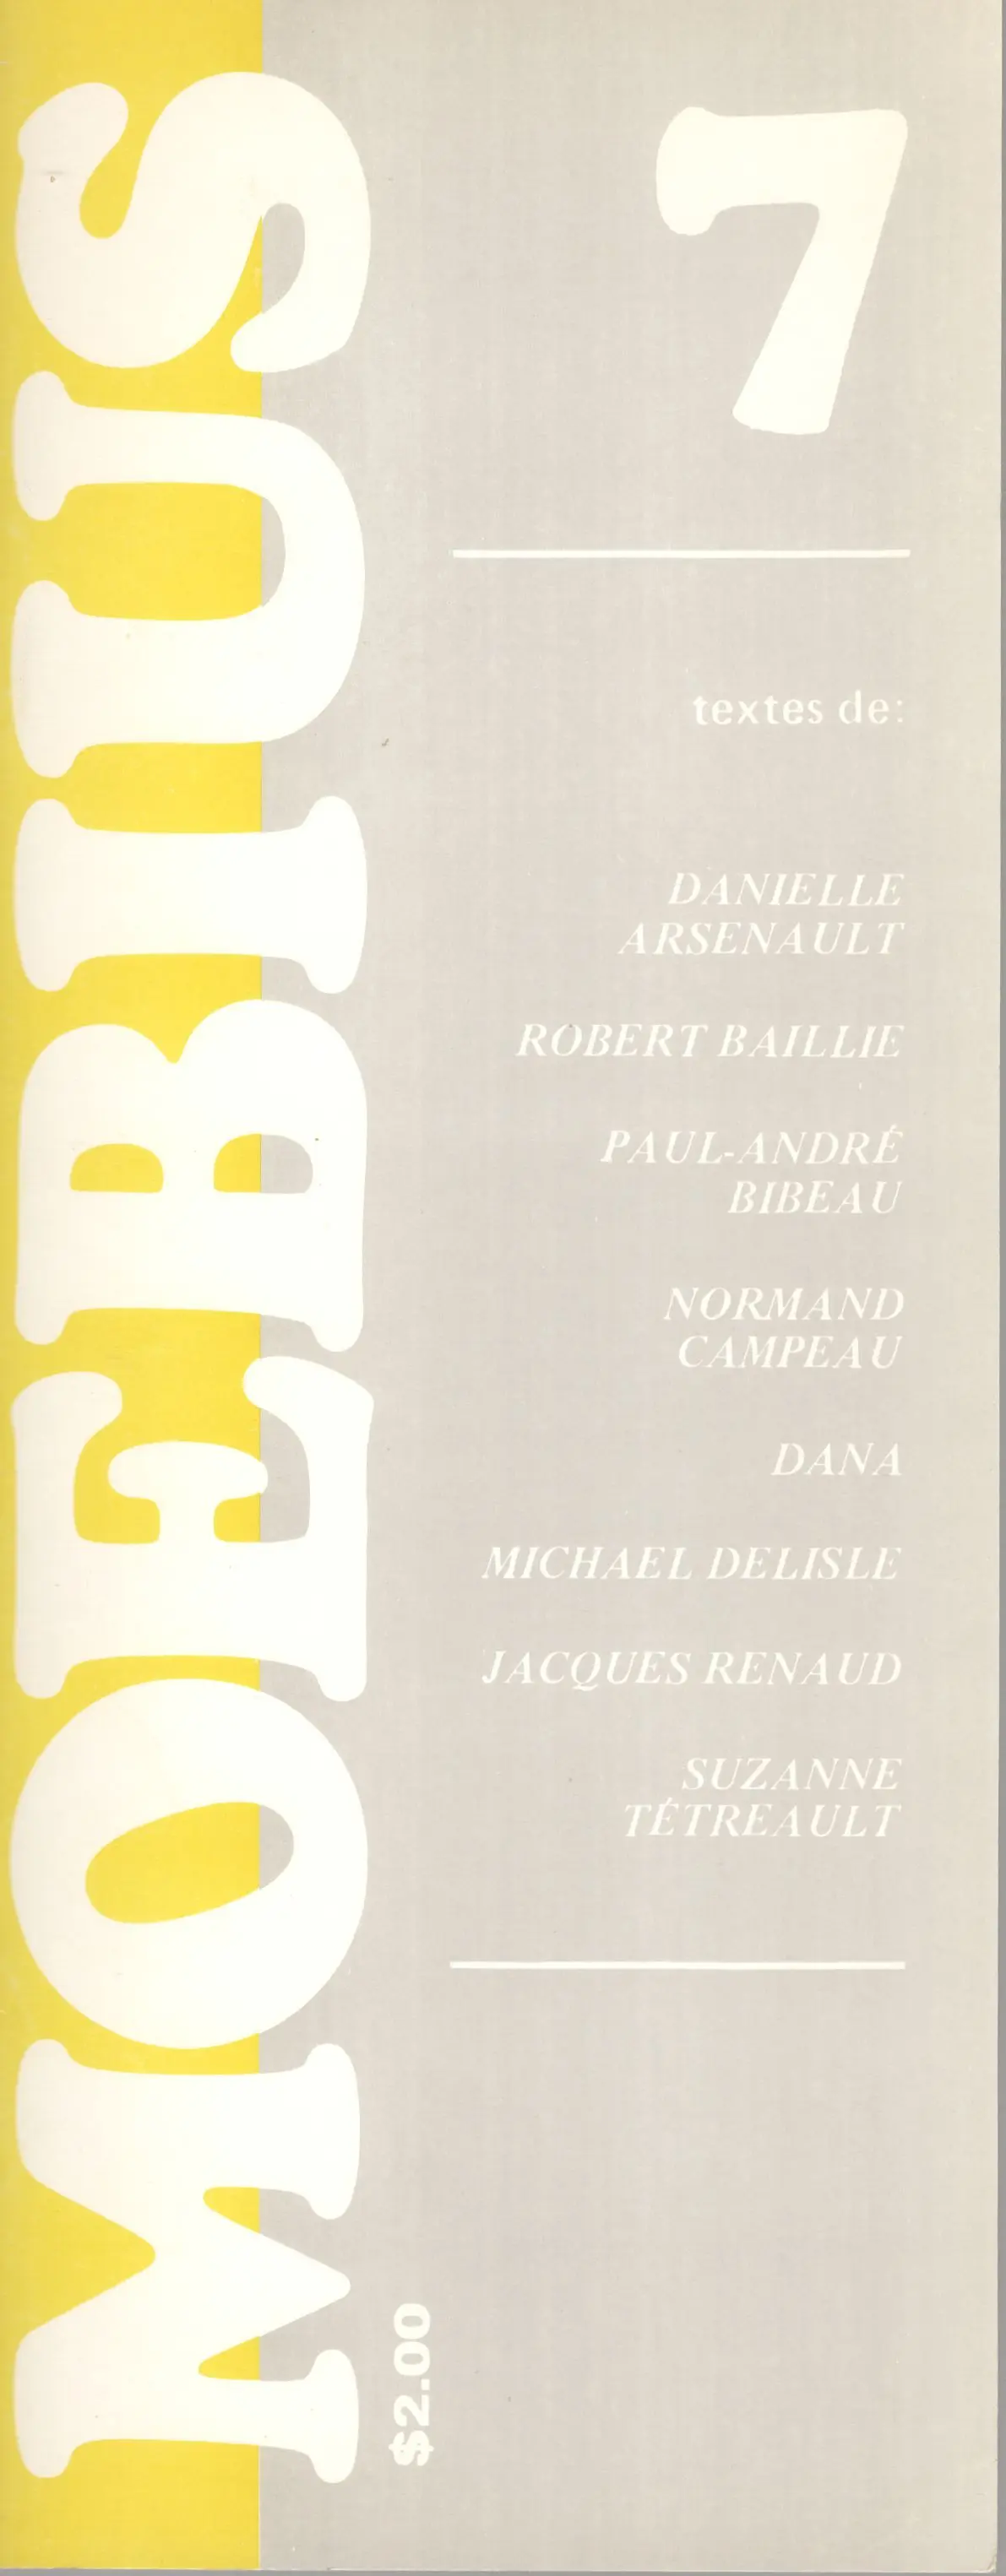 MOEBIUS
7
textes de:
DANIELLE
ARSENAULT
ROBERT BAILLIE
PAUL-ANDRÉ
BIBEAU
NORMAND
CAMPEAU
DANA
MICHAEL DELISLE
JACQUES RENAUD
SUZANNE
TÉTREAULT
$2.00